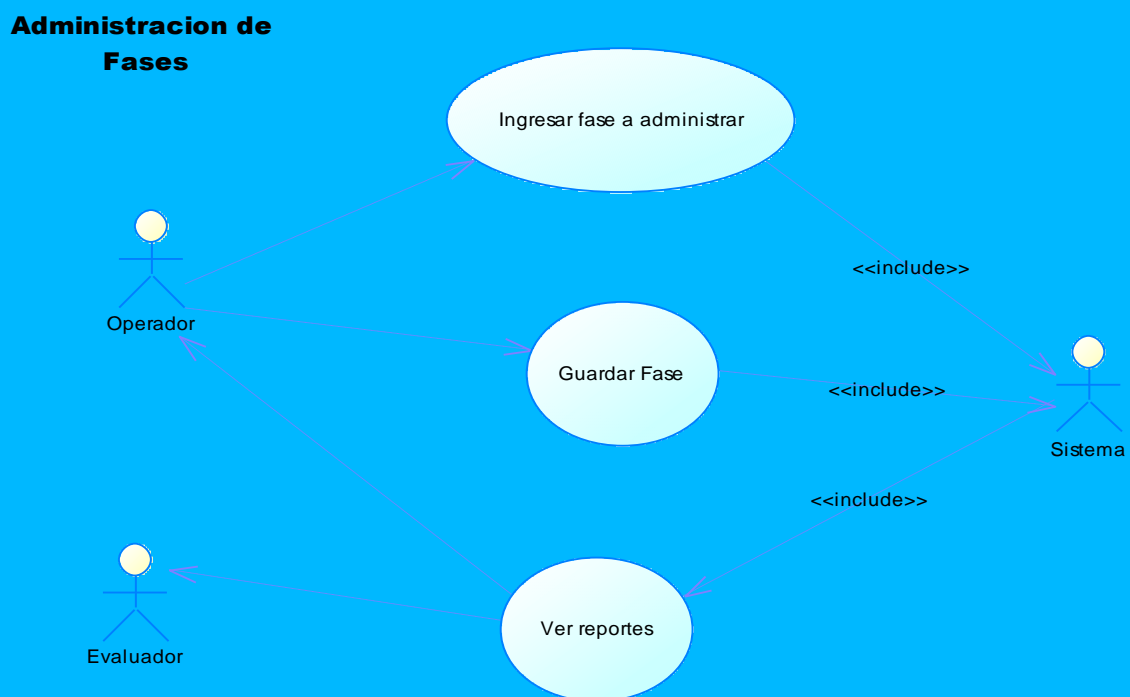 Administracion de
Fases
Ingresar fase a administrar
<<include>>
Operador
Guardar Fase
<<include>>
Sistema
<<include>>
Ver reportes
Evaluador